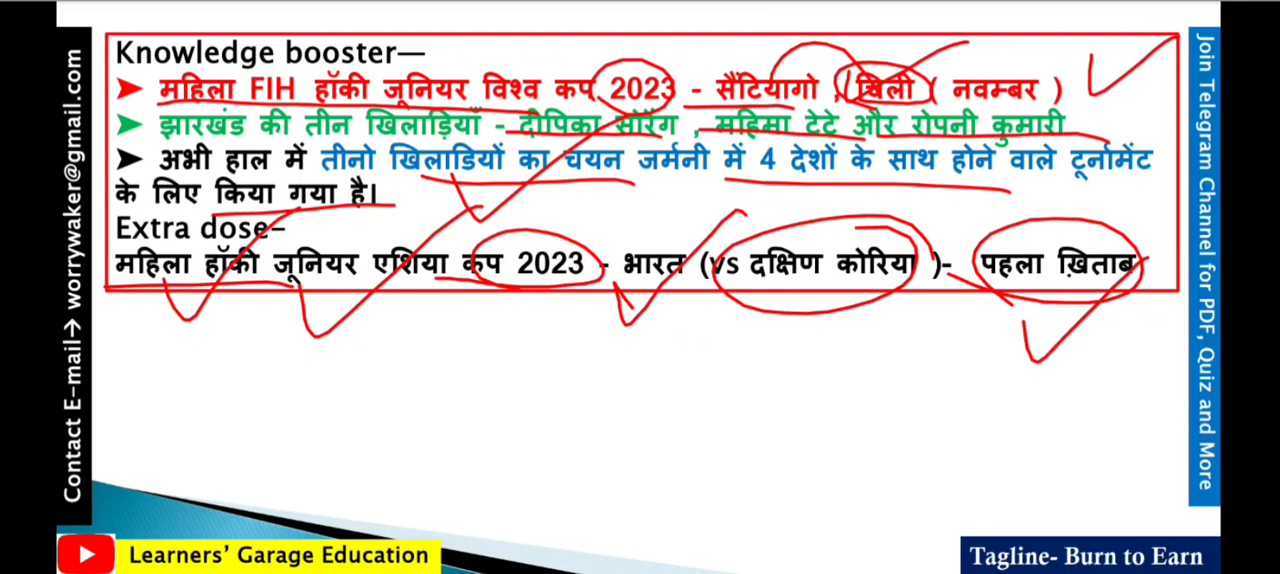 Knowledge booster—
➤ महिला FIH हॉकी जूनियर विश्व कप 2023 - सैंटियागो , चिली ( नवम्बर )
➤ झारखंड की तीन खिलाड़ियाँ - दीपिका सोरेंग , महिमा टेटे और रोपनी कुमारी
➤ अभी हाल में तीनो खिलाडियों का चयन जर्मनी में 4 देशों के साथ होने वाले टूर्नामेंट
के लिए किया गया है।
Extra dose–
महिला हॉकी जूनियर एशिया कप 2023 - भारत (vs दक्षिण कोरिया )- पहला ख़िताब
Contact E-mail→ worrywaker@gmail.com
Join Telegram Channel for PDF, Quiz and More
Learners’ Garage Education
Tagline- Burn to Earn